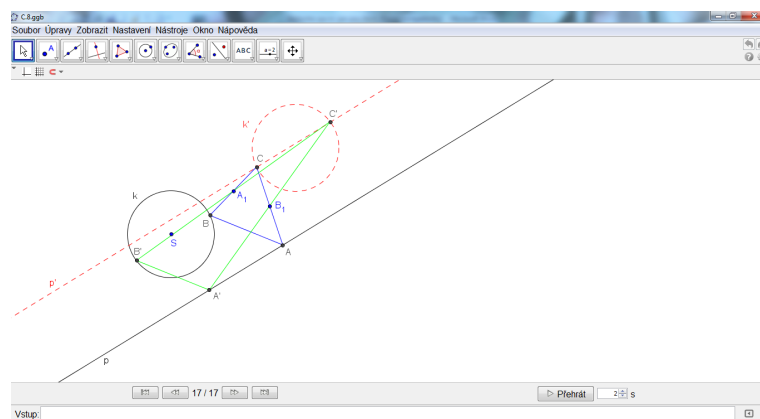 C.8.ggb
Soubor Úpravy Zobrazit Nastavení Nástroje Okno Nápověda
A
ABC
a=2
k'
C'
C
k
A₁
B₁
B
S
A
B'
p'
A'
p
17 / 17
Přehrát
2
s
Vstup: